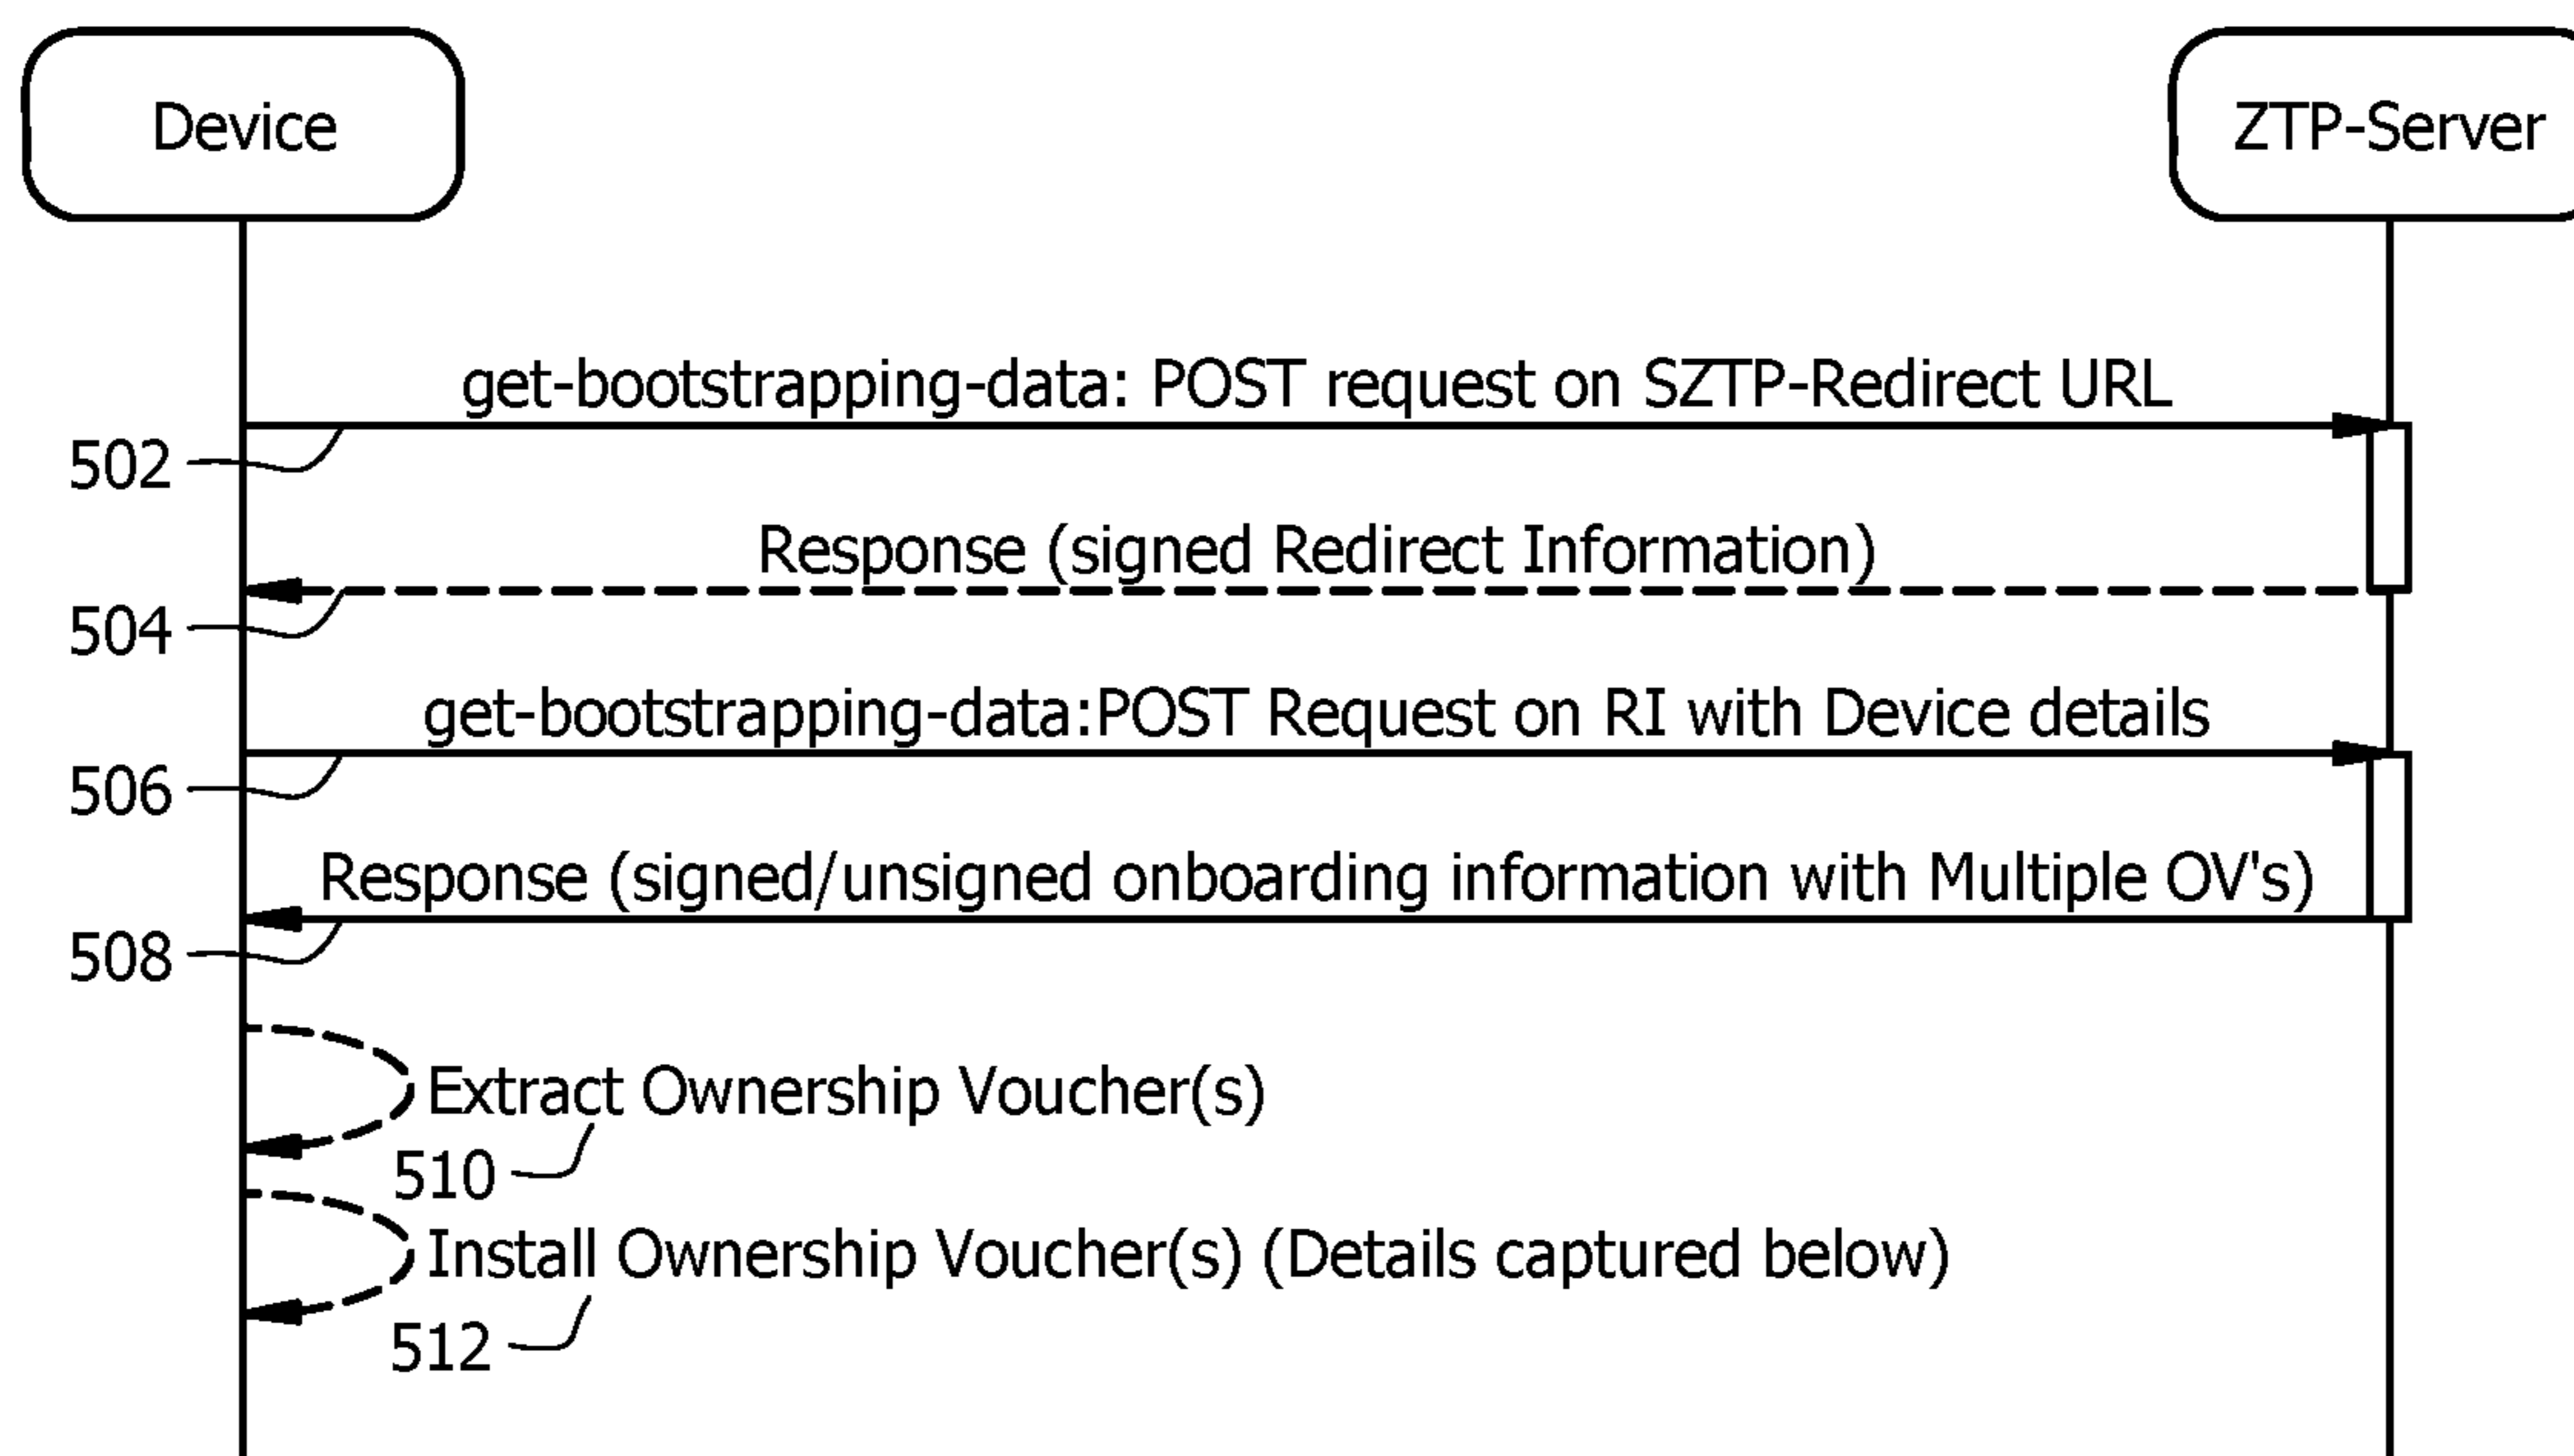 Device
ZTP-Server
get-bootstrapping-data: POST request on SZTP-Redirect URL
502
Response (signed Redirect Information)
504
get-bootstrapping-data:POST Request on RI with Device details
506
Response (signed/unsigned onboarding information with Multiple OV's)
508
Extract Ownership Voucher(s)
510
Install Ownership Voucher(s) (Details captured below)
512